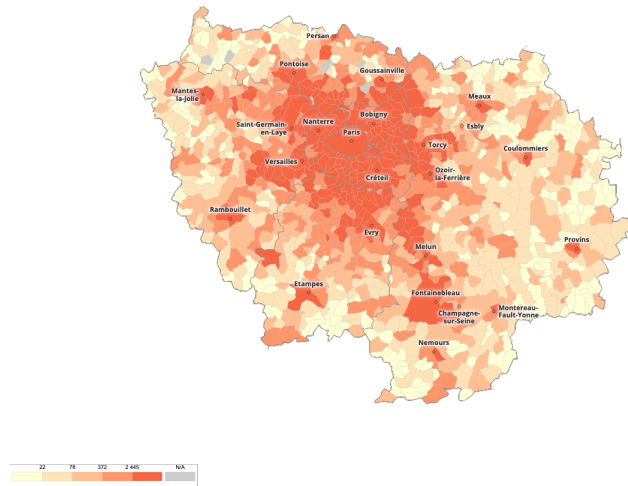 Persan
Pontoise
Goussainville
Mantes-
la-Jolie
Meaux
Saint-Germain-
en-Laye
Nanterre
Bobigny
Esbly
Paris
Torcy
Coulommiers
Versailles
Créteil
Ozoir-
la-Ferrière
Rambouillet
Evry
Melun
Provins
Etampes
Fontainebleau
Champagne-
sur-Seine
Montereau-
Fault-Yonne
Nemours
22 78 372 2 445 N/A